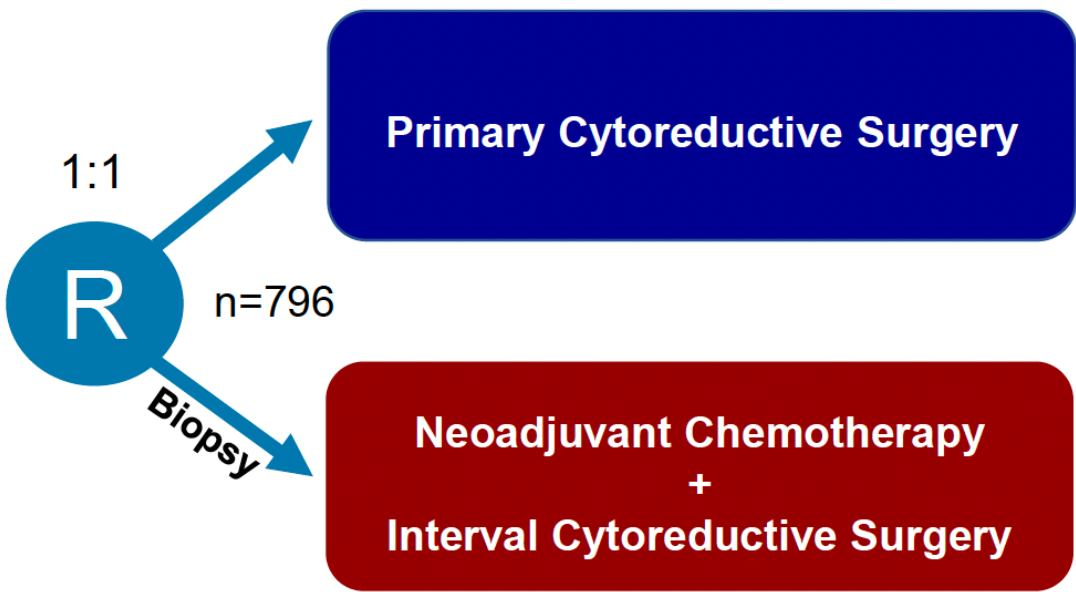 1:1
R
n=796
Biopsy
Primary Cytoreductive Surgery
Neoadjuvant Chemotherapy
+
Interval Cytoreductive Surgery